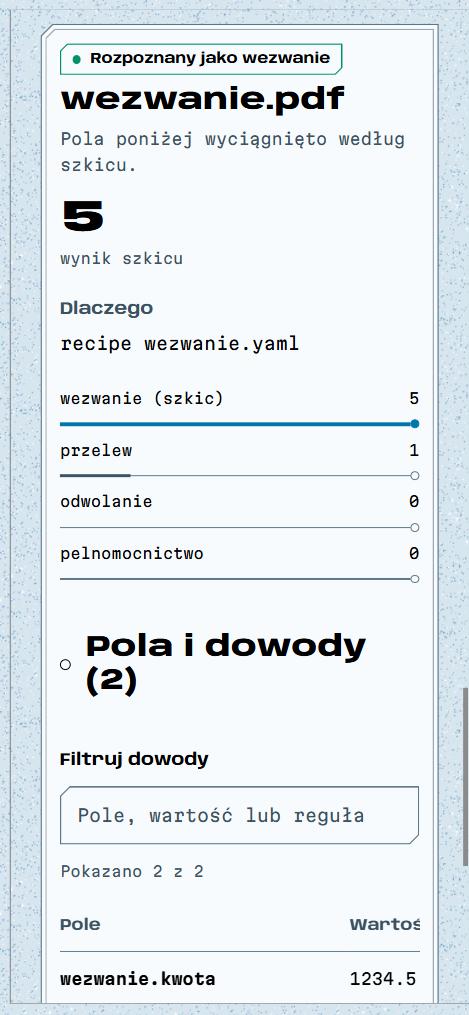 Rozpoznany jako wezwanie
wezwanie.pdf
Pola poniżej wyciągnięto według
szkicu.
5
wynik szkicu
Dlaczego
recipe wezwanie.yaml
wezwanie (szkic) 5
przelew 1
odwolanie 0
pelnomocnictwo 0
Pola i dowody
(2)
Filtruj dowody
Pole, wartość lub reguła
Pokazano 2 z 2
Pole Wartoś
wezwanie.kwota 1234.5